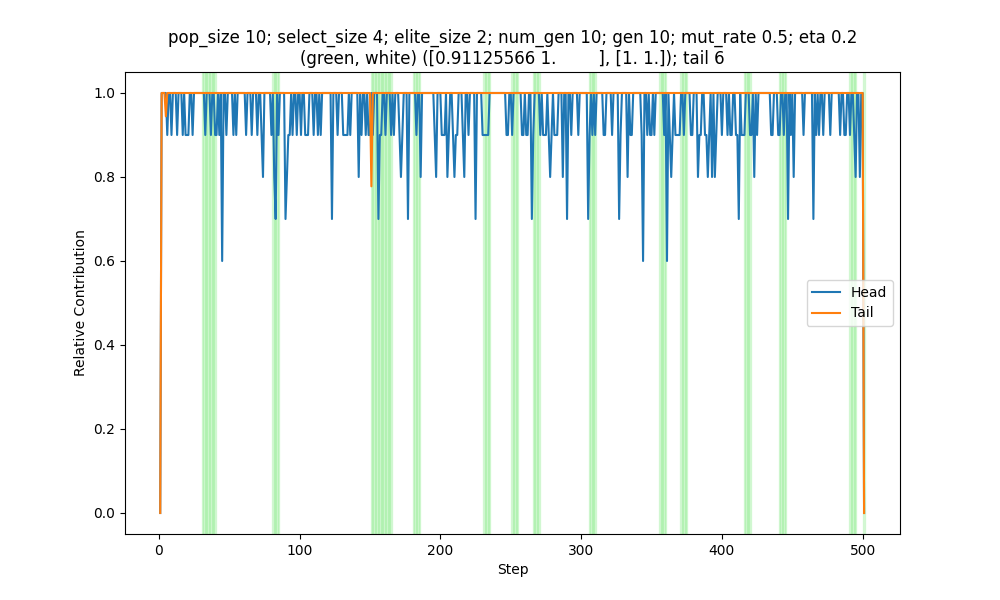 pop_size 10; select_size 4; elite_size 2; num_gen 10; gen 10; mut_rate 0.5; eta 0.2
(green, white) ([0.91125566 1.        ], [1. 1.]); tail 6
1.0
0.8
0.6
0.4
0.2
0.0
Relative Contribution
Head
Tail
0
100
200
300
400
500
Step